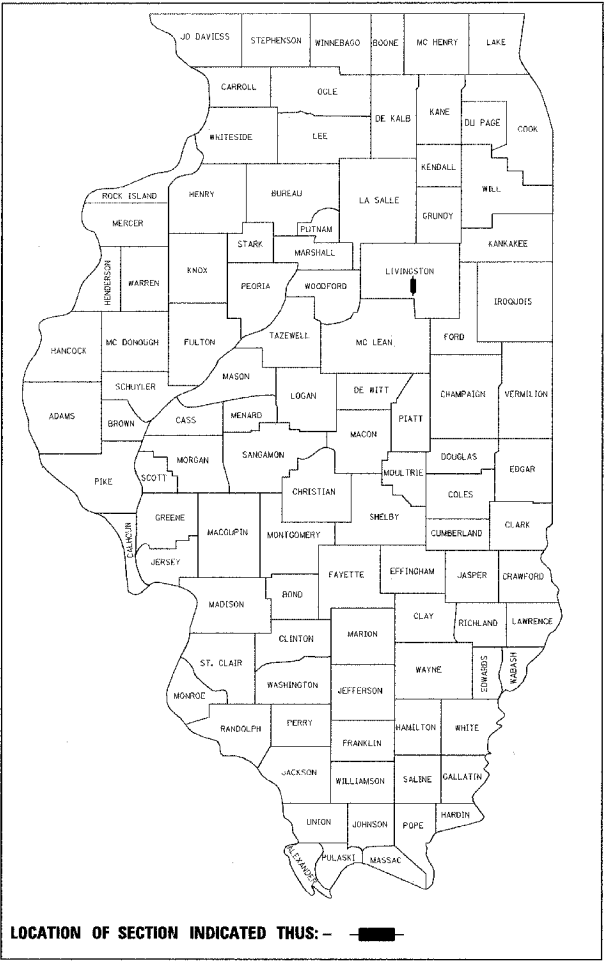 JO DAVIESS STEPHENSON WINNEBAGO BOONE MC HENRY LAKE
CARROLL OGLE DE KALB KANE DU PAGE COOK
WHITESIDE LEE
KENDALL WILL
ROCK ISLAND HENRY BUREAU LA SALLE GRUNDY
MERCER PUTNAM
STARK MARSHALL KANKAKEE
HENDERSON WARREN KNOX PEORIA WOODFORD LIVINGSTON IROQUOIS
HANCOCK MC DONOUGH FULTON TAZEWELL MC LEAN FORD
MASON
SCHUYLER LOGAN DE WITT CHAMPAIGN VERMILION
ADAMS BROWN CASS MENARD PIATT
MACON
PIKE SCOTT MORGAN SANGAMON MOULTRIE DOUGLAS EDGAR
CHRISTIAN COLES
GREENE MACOUPIN MONTGOMERY SHELBY CUMBERLAND CLARK
CALHOUN JERSEY
FAYETTE EFFINGHAM JASPER CRAWFORD
MADISON BOND
CLAY RICHLAND LAWRENCE
CLINTON MARION
ST. CLAIR WAYNE EDWARDS WABASH
MONROE WASHINGTON JEFFERSON
RANDOLPH PERRY HAMILTON WHITE
FRANKLIN
JACKSON WILLIAMSON SALINE GALLATIN
UNION JOHNSON POPE HARDIN
ALEXANDER PULASKI MASSAC
LOCATION OF SECTION INDICATED THUS:-